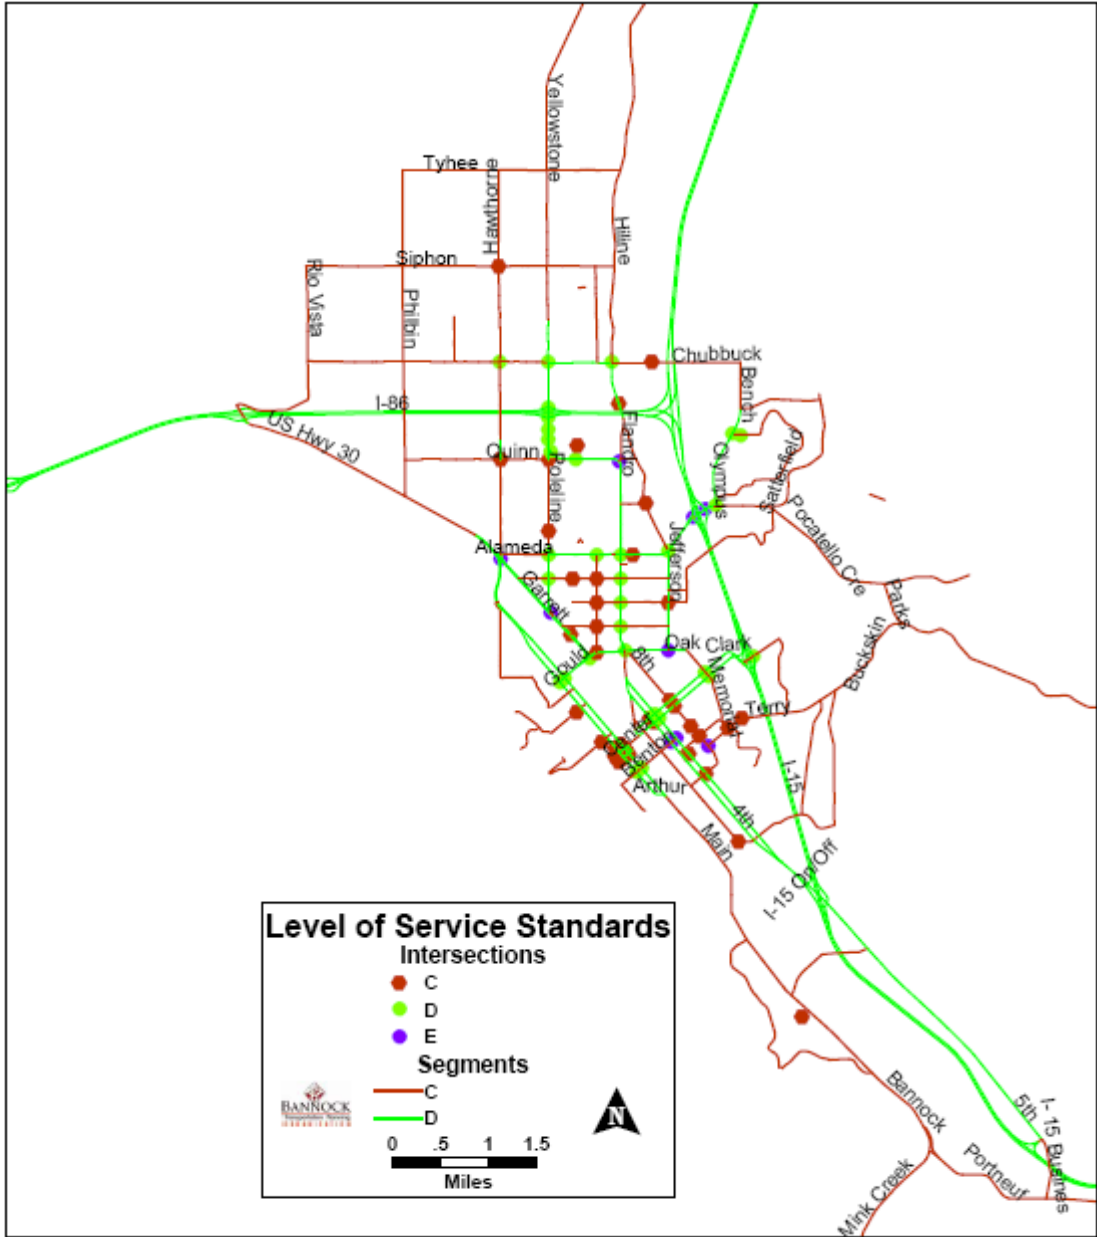 Yellowstone
Tyhee
Hawthorne
Hiline
Siphon
Rio Vista
Philbin
Chubbuck
Bench
I-86
US Hwy 30
Flandro
Quinn
Olympus
Satterfield
Poleline
Pocatello Cre
Alameda
Jefferson
Garrett
Parks
Buckskin
Oak
Clark
8th
Gould
Memorial
Terry
Center
Benton
Arthur
I-15
4th
Main
I-15 On/Off
Level of Service Standards
Intersections
C
D
E
Segments
C
D
BANNOCK
N
0 .5 1 1.5
Miles
Bannock
5th
I- 15 Busines
Portneuf
Mink Creek